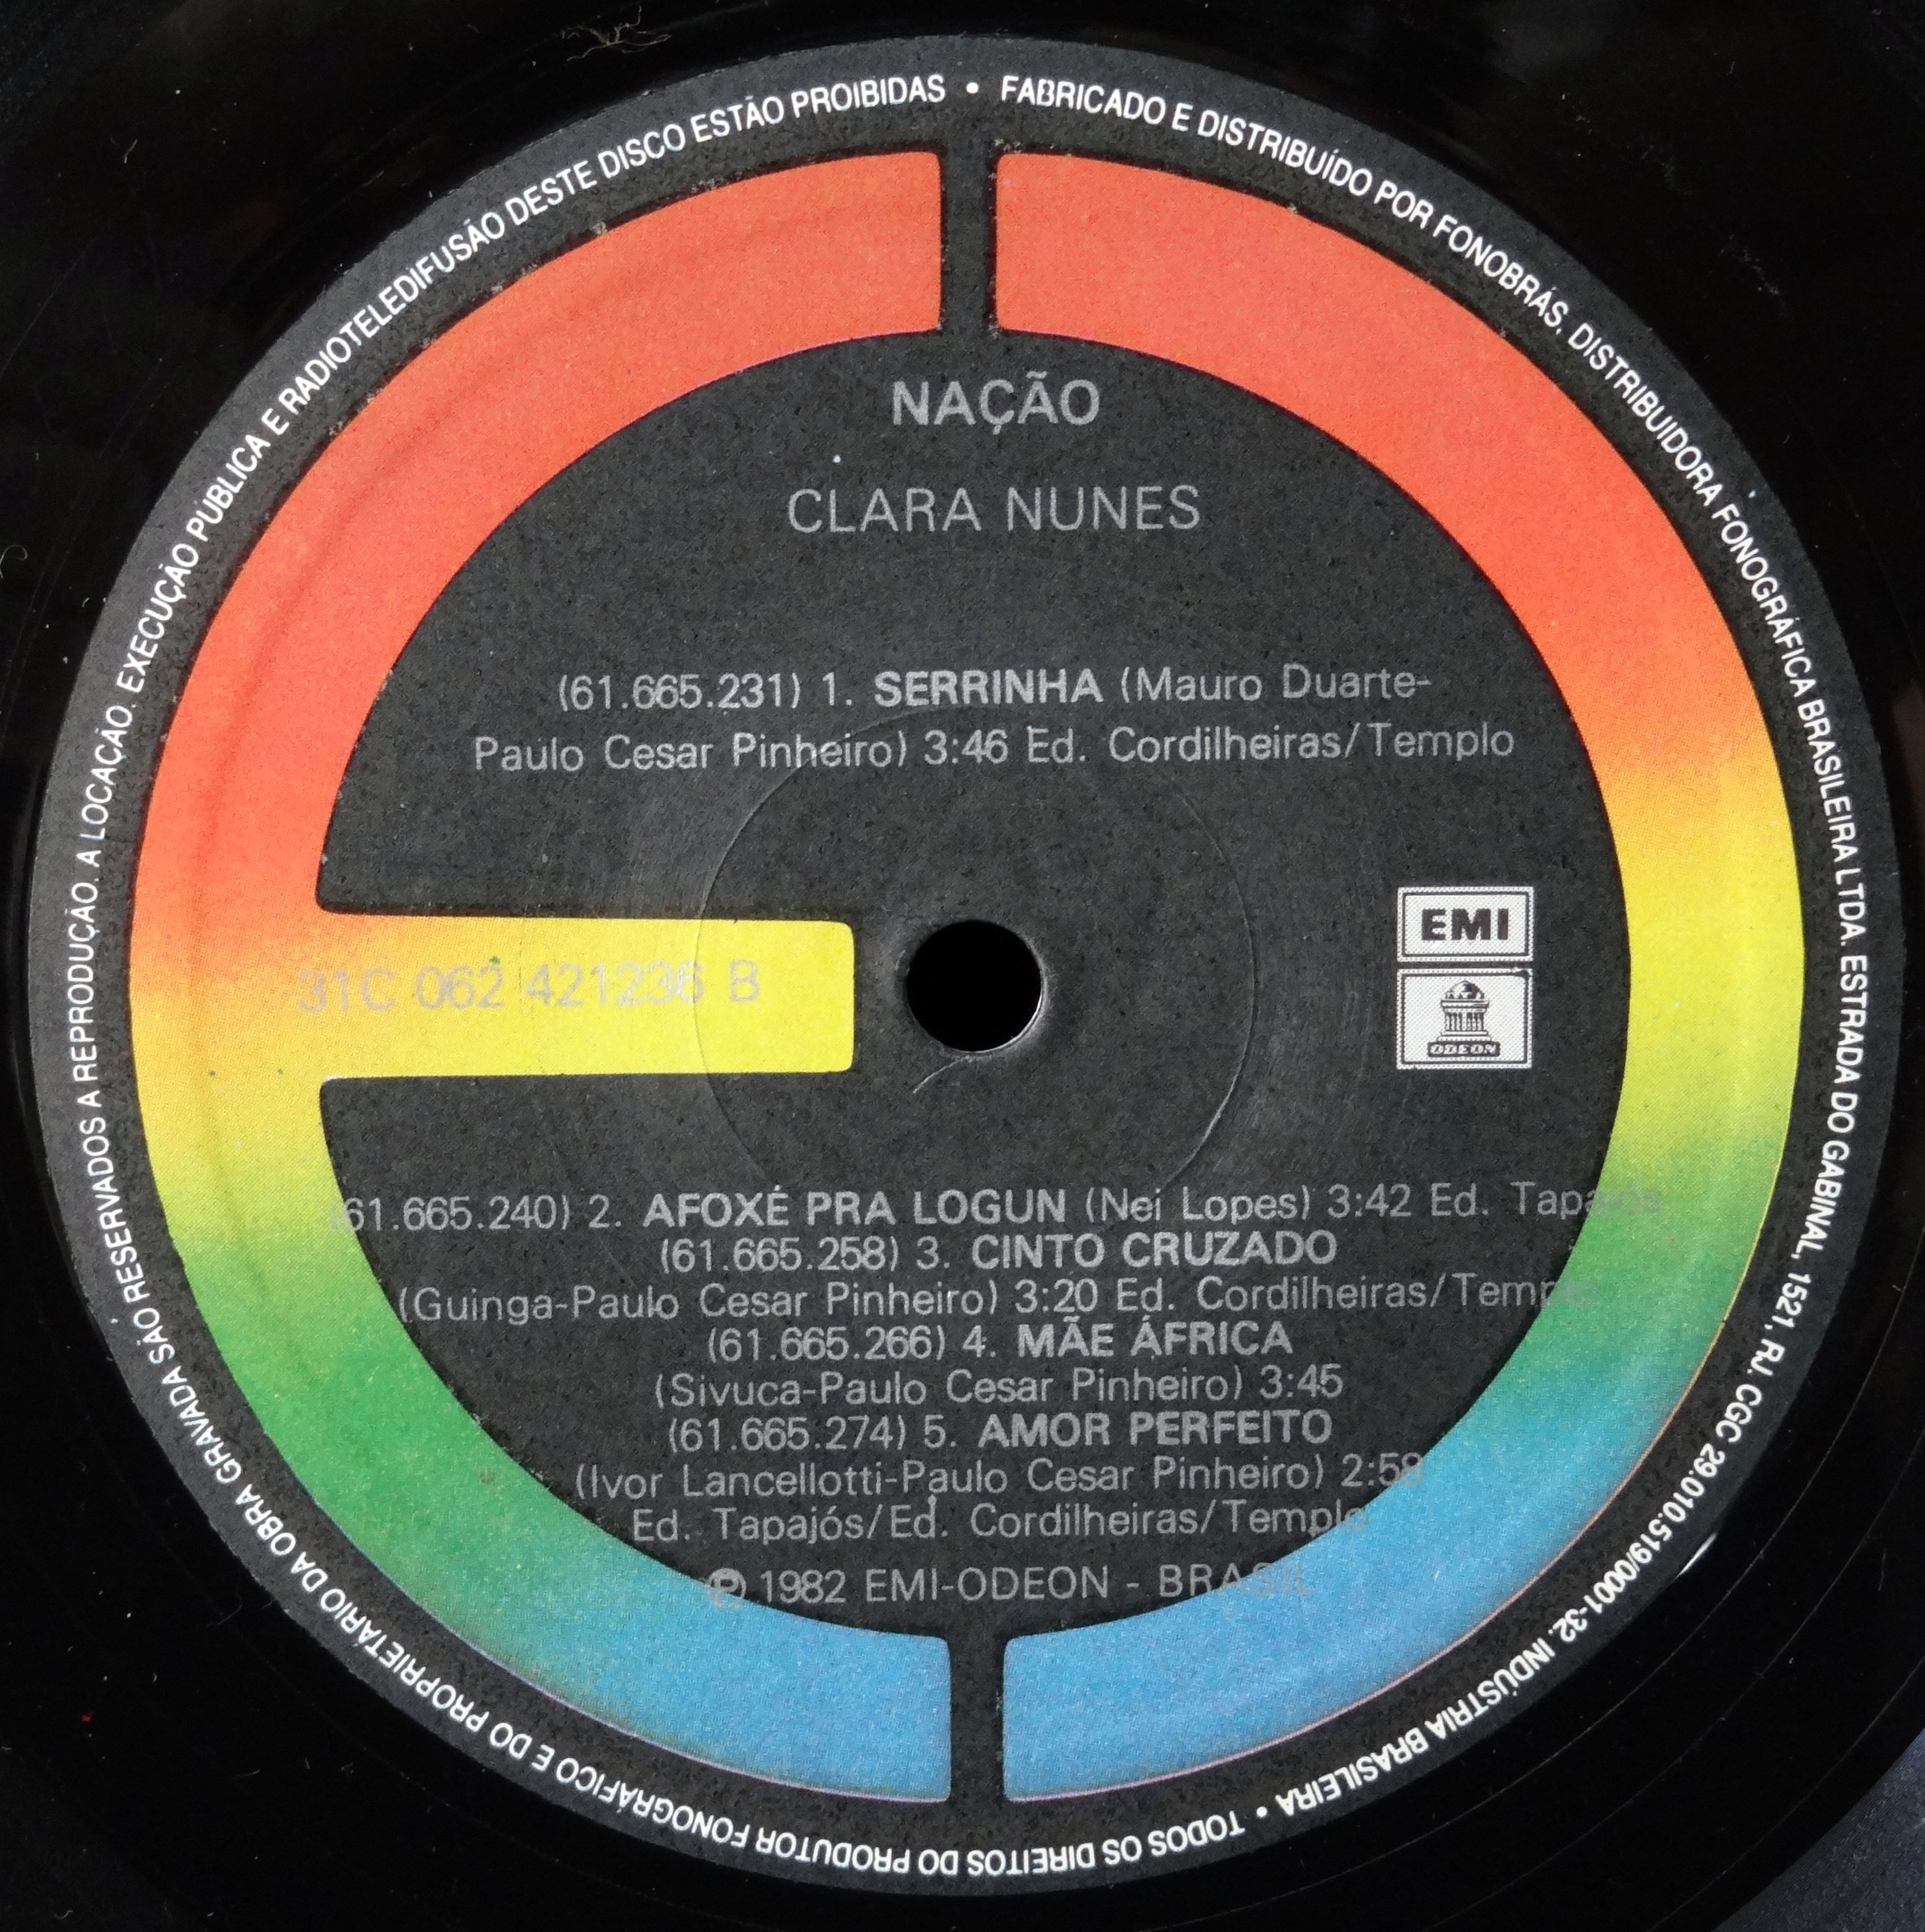 NAÇÃO
CLARA NUNES
(61.665.231) 1. SERRINHA (Mauro Duarte-
Paulo Cesar Pinheiro) 3:46 Ed. Cordilheiras/Templo
31C 062 421236 B
EMI
ODEON
(61.665.240) 2. AFOXÉ PRA LOGUN (Nei Lopes) 3:42 Ed. Tapajós
(61.665.258) 3. CINTO CRUZADO
(Guinga-Paulo Cesar Pinheiro) 3:20 Ed. Cordilheiras/Templo
(61.665.266) 4. MÃE ÁFRICA
(Sivuca-Paulo Cesar Pinheiro) 3:45
(61.665.274) 5. AMOR PERFEITO
(Ivor Lancellotti-Paulo Cesar Pinheiro) 2:58
Ed. Tapajós/Ed. Cordilheiras/Templo
℗ 1982 EMI-ODEON - BRASIL
• FABRICADO E DISTRIBUÍDO POR FONOBRÁS, DISTRIBUIDORA FONOGRÁFICA BRASILEIRA LTDA. ESTRADA DO GABINAL, 1521, RJ. CGC 29.010.519/0001-32. INDÚSTRIA BRASILEIRA • TODOS OS DIREITOS DO PRODUTOR FONOGRÁFICO E DO PROPRIETÁRIO DA OBRA GRAVADA SÃO RESERVADOS A REPRODUÇÃO. A LOCAÇÃO. EXECUÇÃO PÚBLICA E RADIOTELEDIFUSÃO DESTE DISCO ESTÃO PROIBIDAS